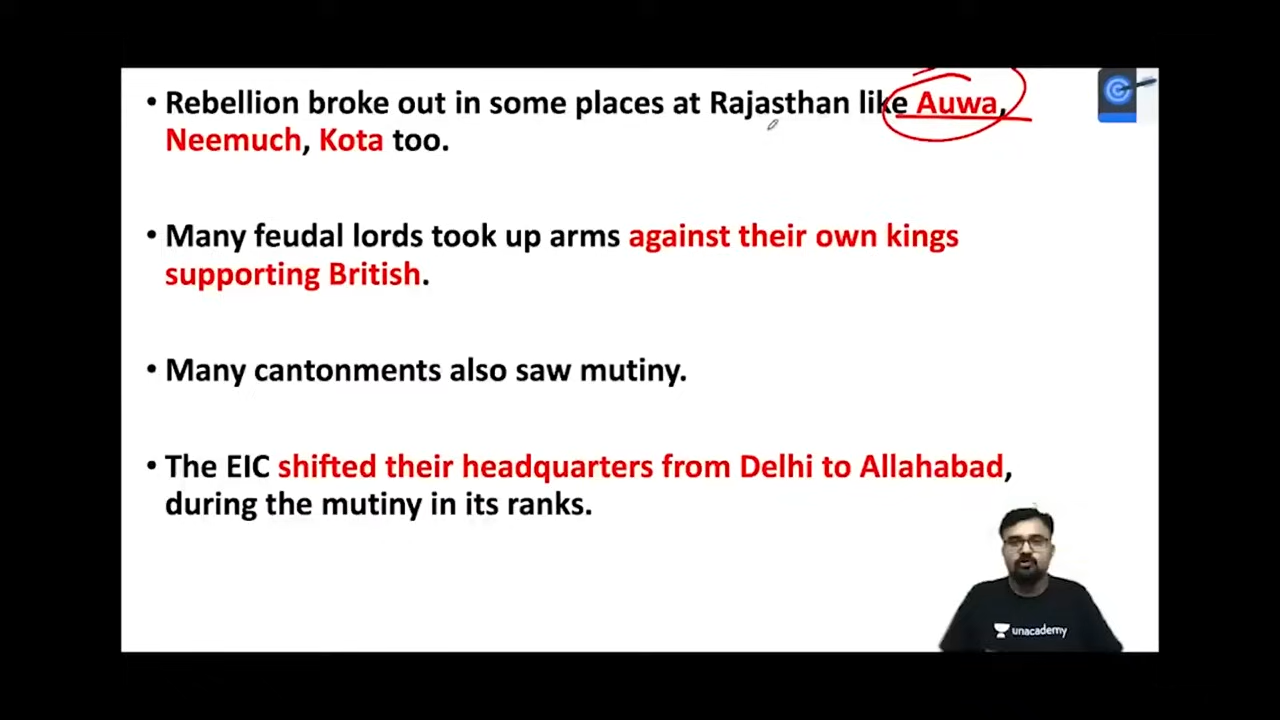 • Rebellion broke out in some places at Rajasthan like Auwa,
Neemuch, Kota too.
• Many feudal lords took up arms against their own kings
supporting British.
• Many cantonments also saw mutiny.
• The EIC shifted their headquarters from Delhi to Allahabad,
during the mutiny in its ranks.
unacademy